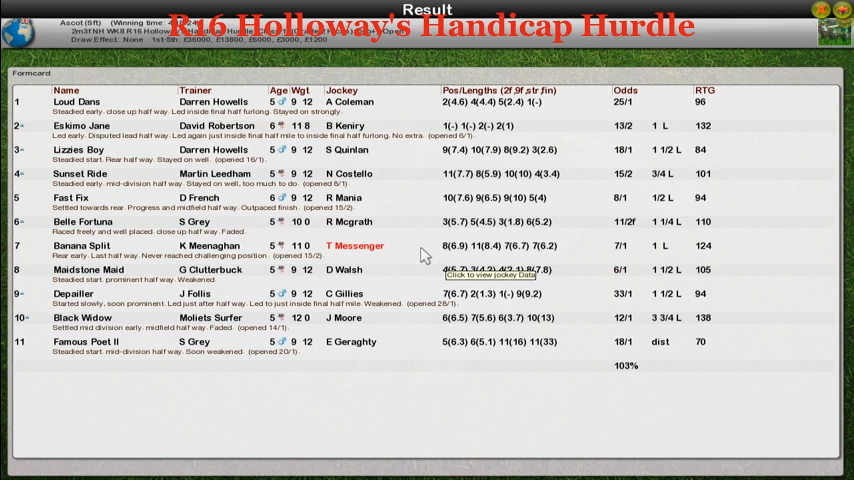 Result
Ascot (Sft) (Winning time:
R16 Holloway's Handicap Hurdle
2m3f NH WK8 R16
Draw Effect: None 1st-5th: £36000, £13800, £6000, £3000, £1200
Formcard
Name Trainer Age Wgt Jockey Pos/Lengths (2f,9f,str,fin) Odds RTG
1 Loud Dans Darren Howells 5 9 12 A Coleman 2(4.6) 4(4.4) 5(2.4) 1(-) 25/1 96
Steadied early. close up half way. Led inside final half furlong. Stayed on strongly.
2 Eskimo Jane David Robertson 6 11 8 B Keniry 1(-) 1(-) 2(-) 2(1) 13/2 1 L 132
Led early. Disputed lead half way. Led again just inside final half mile to inside final half furlong. No extra. (opened 6/1)
3 Lizzies Boy Darren Howells 5 9 12 S Quinlan 9(7.4) 10(7.9) 8(9.2) 3(2.6) 18/1 1 1/2 L 84
Steadied start. Rear half way. Stayed on well. (opened 16/1)
4 Sunset Ride Martin Leedham 5 9 12 N Costello 11(7.7) 8(5.9) 10(10) 4(3.4) 15/2 3/4 L 101
Steadied early. mid-division half way. Stayed on well, too much to do. (opened 8/1)
5 Fast Fix D French 6 9 12 R Mania 10(7.6) 9(6.5) 9(10) 5(4) 8/1 1/2 L 94
Settled towards rear. Progress and midfield half way. Outpaced finish. (opened 15/2)
6 Belle Fortuna S Grey 5 10 0 R Mcgrath 3(5.7) 5(4.5) 3(1.8) 6(5.2) 11/2f 1 1/4 L 110
Raced freely and well placed. close up half way. Faded.
7 Banana Split K Meenaghan 5 11 0 T Messenger 8(6.9) 11(8.4) 7(6.7) 7(6.2) 7/1 1 L 124
Rear early. Last half way. Never reached challenging position. (opened 15/2)
8 Maidstone Maid G Clutterbuck 5 9 12 D Walsh 6/1 1 1/2 L 105
Click to view jockey Data
Steadied start. prominent half way. Weakened.
9 Depailler J Follis 5 9 12 C Gillies 7(6.7) 2(1.3) 1(-) 9(9.2) 33/1 1 1/2 L 94
Started slowly, soon prominent. Led just after half way. Led to just inside final half mile. Weakened. (opened 28/1)
10 Black Widow Moliets Surfer 5 12 0 J Moore 6(6.5) 7(5.6) 6(3.7) 10(13) 12/1 3 3/4 L 138
Settled mid division early. midfield half way. Faded. (opened 14/1)
11 Famous Poet II S Grey 5 9 12 E Geraghty 5(6.3) 6(5.1) 11(16) 11(33) 18/1 dist 70
Steadied start. mid-division half way. Soon weakened. (opened 20/1)
103%